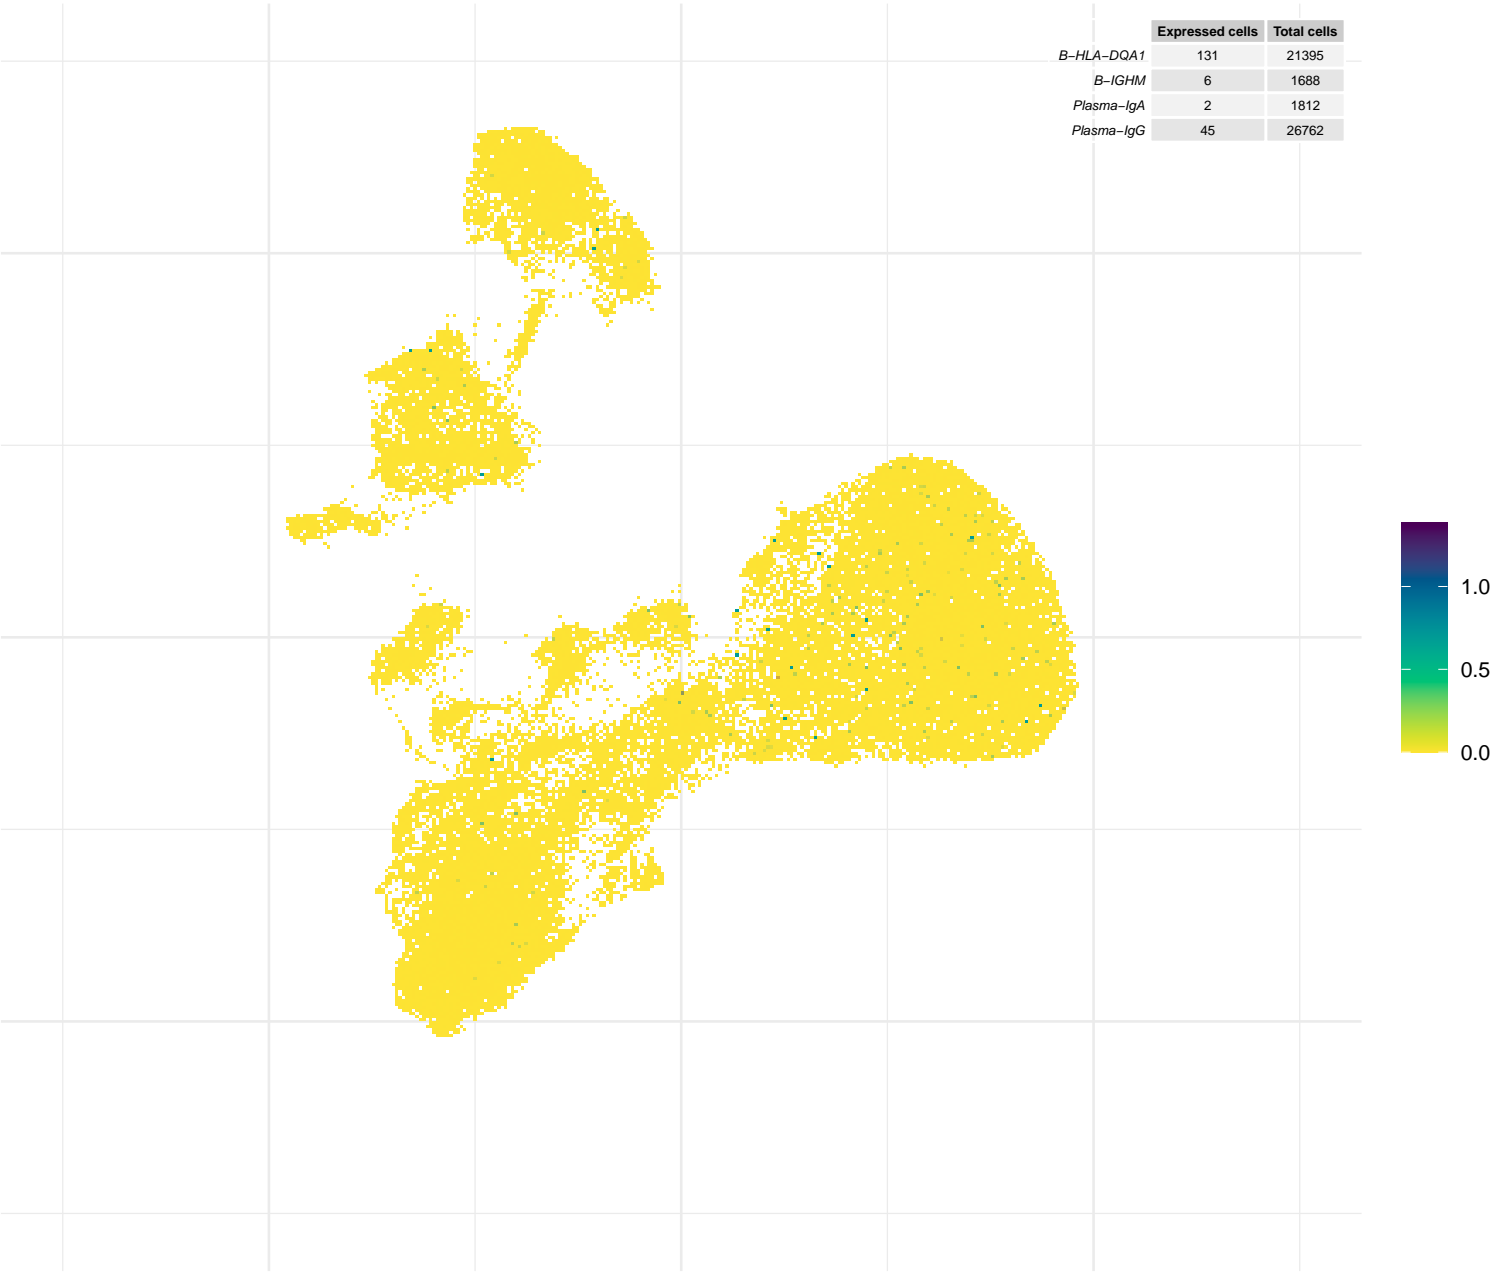 Expressed cells Total cells
B−HLA−DQA1 131 21395
B−IGHM 6 1688
Plasma−IgA 2 1812
Plasma−IgG 45 26762
1.0
0.5
0.0